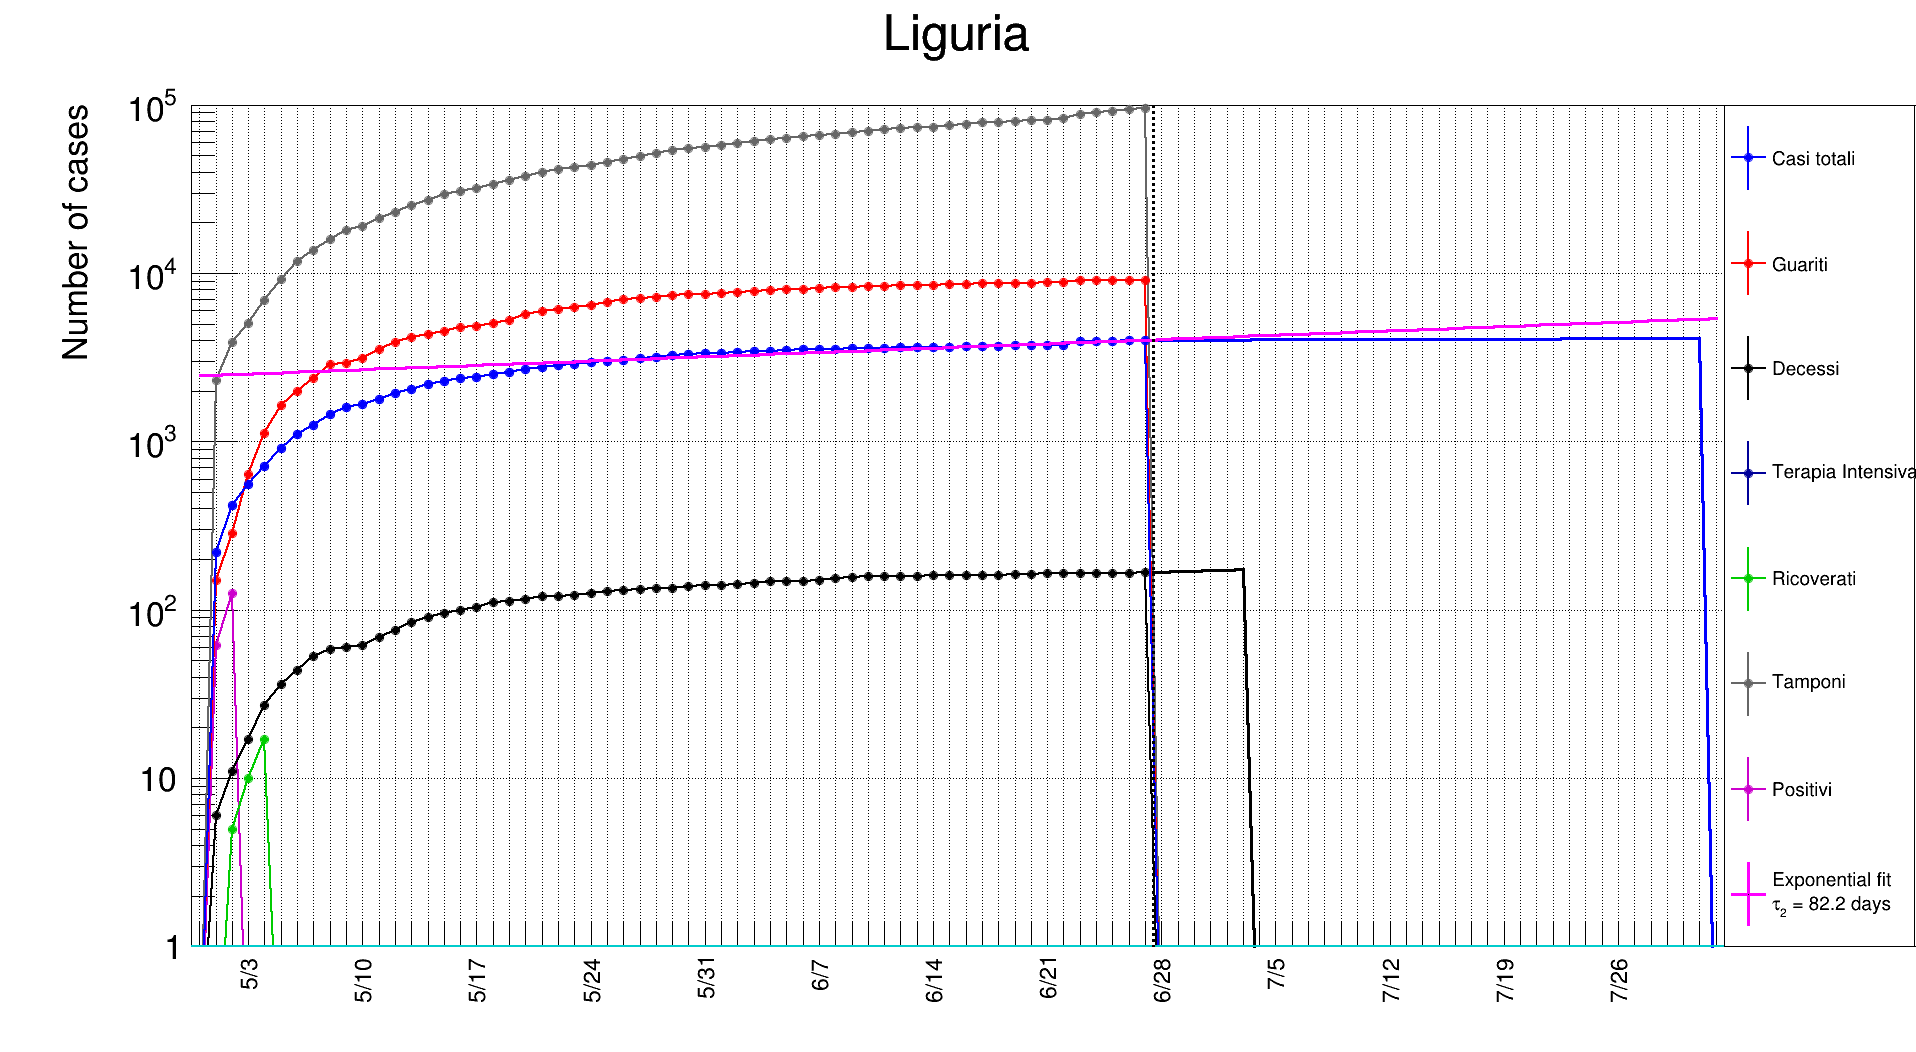 Liguria
Number of cases
10^5
10^4
10^3
10^2
10
1
5/3
5/10
5/17
5/24
5/31
6/7
6/14
6/21
6/28
7/5
7/12
7/19
7/26
Casi totali
Guariti
Decessi
Terapia Intensiva
Ricoverati
Tamponi
Positivi
Exponential fit
τ₂ = 82.2 days